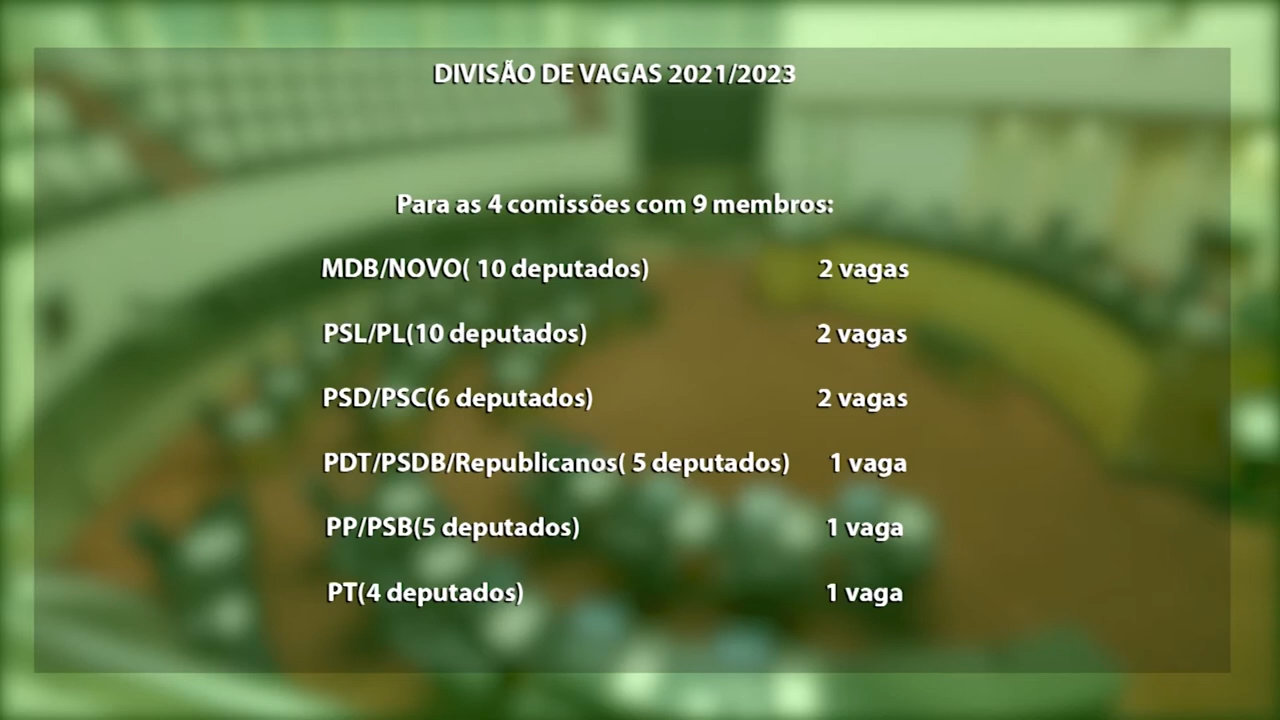 DIVISÃO DE VAGAS 2021/2023
Para as 4 comissões com 9 membros:
MDB/NOVO( 10 deputados) 2 vagas
PSL/PL(10 deputados) 2 vagas
PSD/PSC(6 deputados) 2 vagas
PDT/PSDB/Republicanos( 5 deputados) 1 vaga
PP/PSB(5 deputados) 1 vaga
PT(4 deputados) 1 vaga